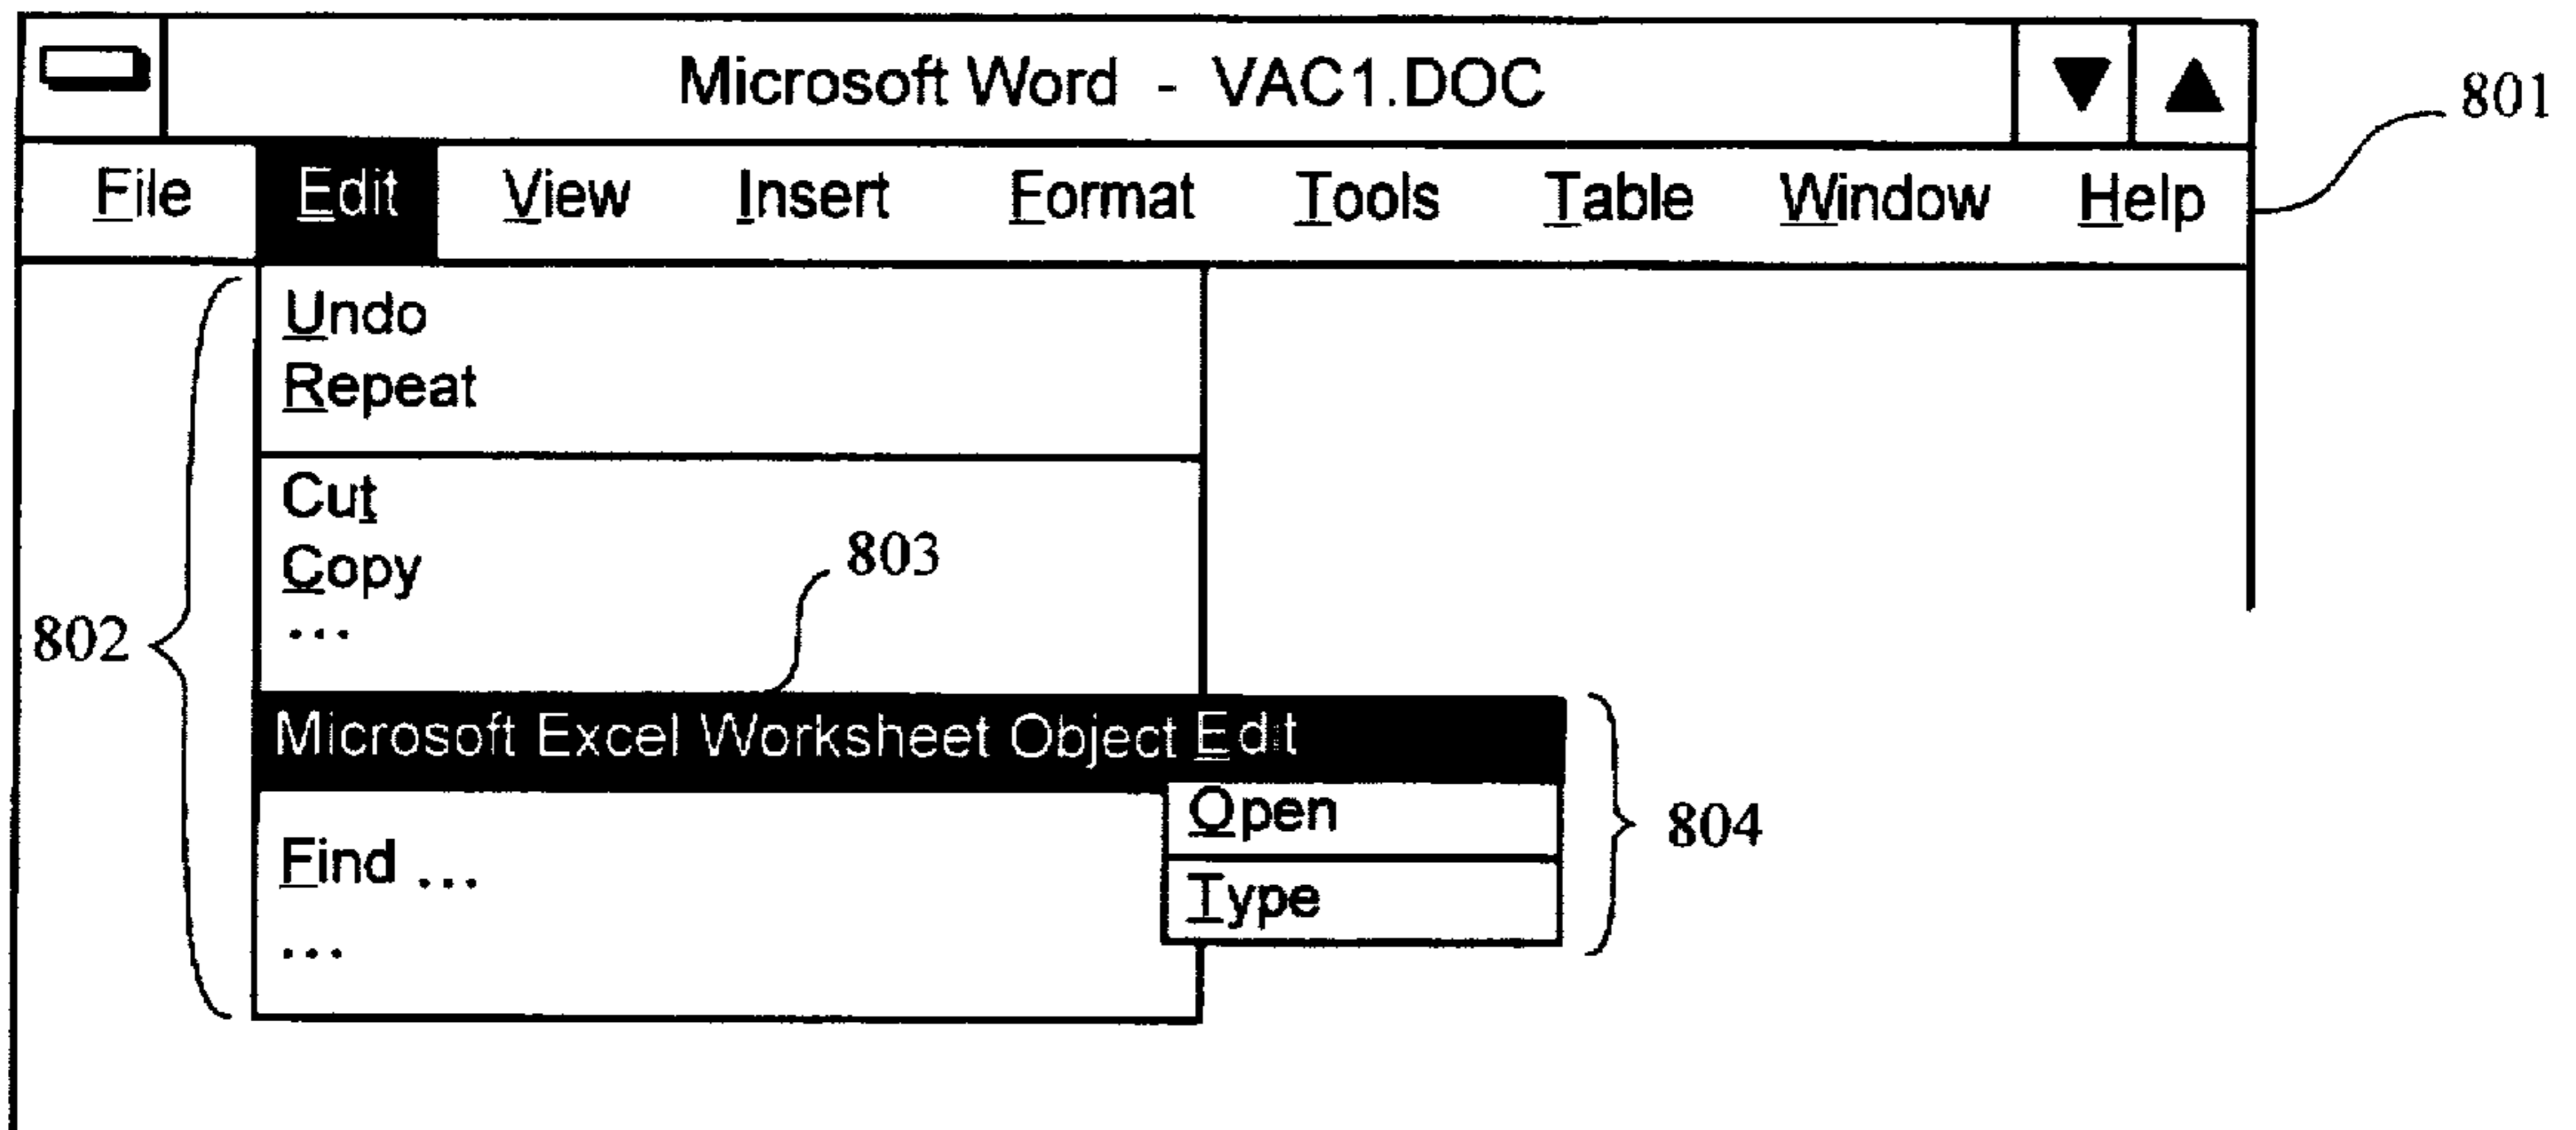 Microsoft Word - VAC1.DOC
801
File Edit View Insert Format Tools Table Window Help
Undo
Repeat
Cut
803
Copy
...
802
Microsoft Excel Worksheet Object Edit
Open
804
Find ...
Type
...